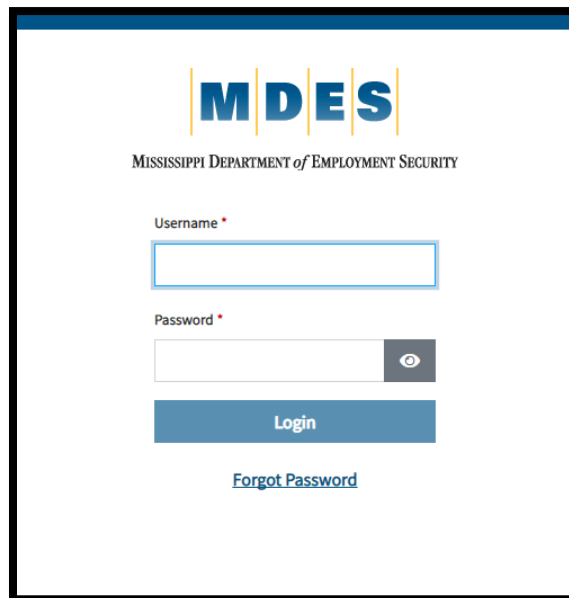 MDES
MISSISSIPPI DEPARTMENT of EMPLOYMENT SECURITY
Username *
Password *
Login
Forgot Password